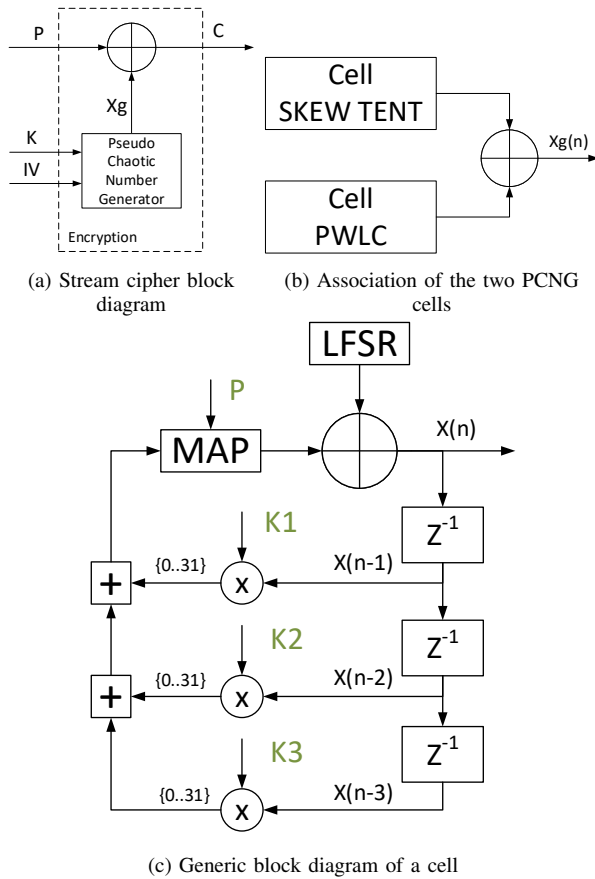 P
C
Xg
K
IV
Pseudo
Chaotic
Number
Generator
Encryption
(a) Stream cipher block
diagram
Cell
SKEW TENT
Cell
PWLC
Xg(n)
(b) Association of the two PCNG
cells
LFSR
P
MAP
X(n)
Z-1
K1
{0..31}
X(n-1)
+
x
Z-1
K2
{0..31}
X(n-2)
+
x
Z-1
K3
{0..31}
X(n-3)
x
(c) Generic block diagram of a cell